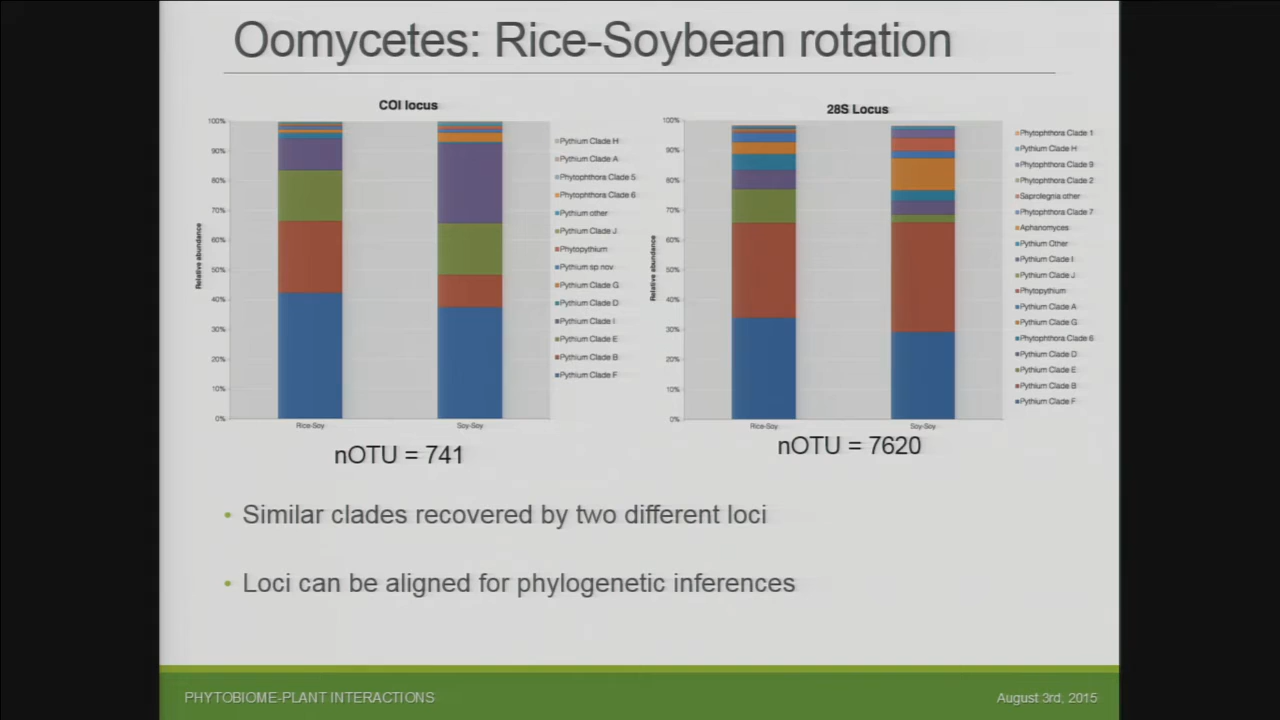 Oomycetes: Rice-Soybean rotation
COI locus
100%
90%
80%
70%
60%
50%
40%
30%
20%
10%
0%
Relative abundance
Rice-Soy
Soy-Soy
Pythium Clade H
Pythium Clade A
Phytophthora Clade 5
Phytophthora Clade 6
Pythium other
Pythium Clade J
Phytopythium
Pythium sp nov
Pythium Clade G
Pythium Clade D
Pythium Clade I
Pythium Clade E
Pythium Clade B
Pythium Clade F
nOTU = 741
28S Locus
100%
90%
80%
70%
60%
50%
40%
30%
20%
10%
0%
Relative abundance
Rice-Soy
Soy-Soy
Phytophthora Clade 1
Pythium Clade H
Phytophthora Clade 9
Phytophthora Clade 2
Saprolegnia other
Phytophthora Clade 7
Aphanomyces
Pythium Other
Pythium Clade I
Pythium Clade J
Phytopythium
Pythium Clade A
Pythium Clade G
Phytophthora Clade 6
Pythium Clade D
Pythium Clade E
Pythium Clade B
Pythium Clade F
nOTU = 7620
• Similar clades recovered by two different loci
• Loci can be aligned for phylogenetic inferences
PHYTOBIOME-PLANT INTERACTIONS
August 3rd, 2015